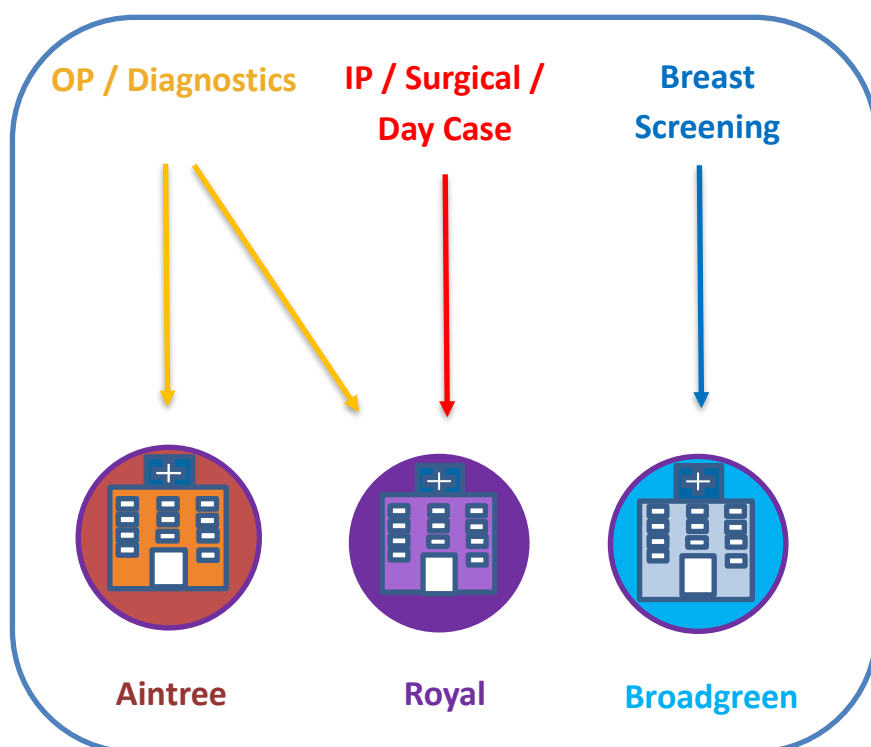 OP / Diagnostics
IP / Surgical /
Day Case
Breast
Screening
Aintree
Royal
Broadgreen